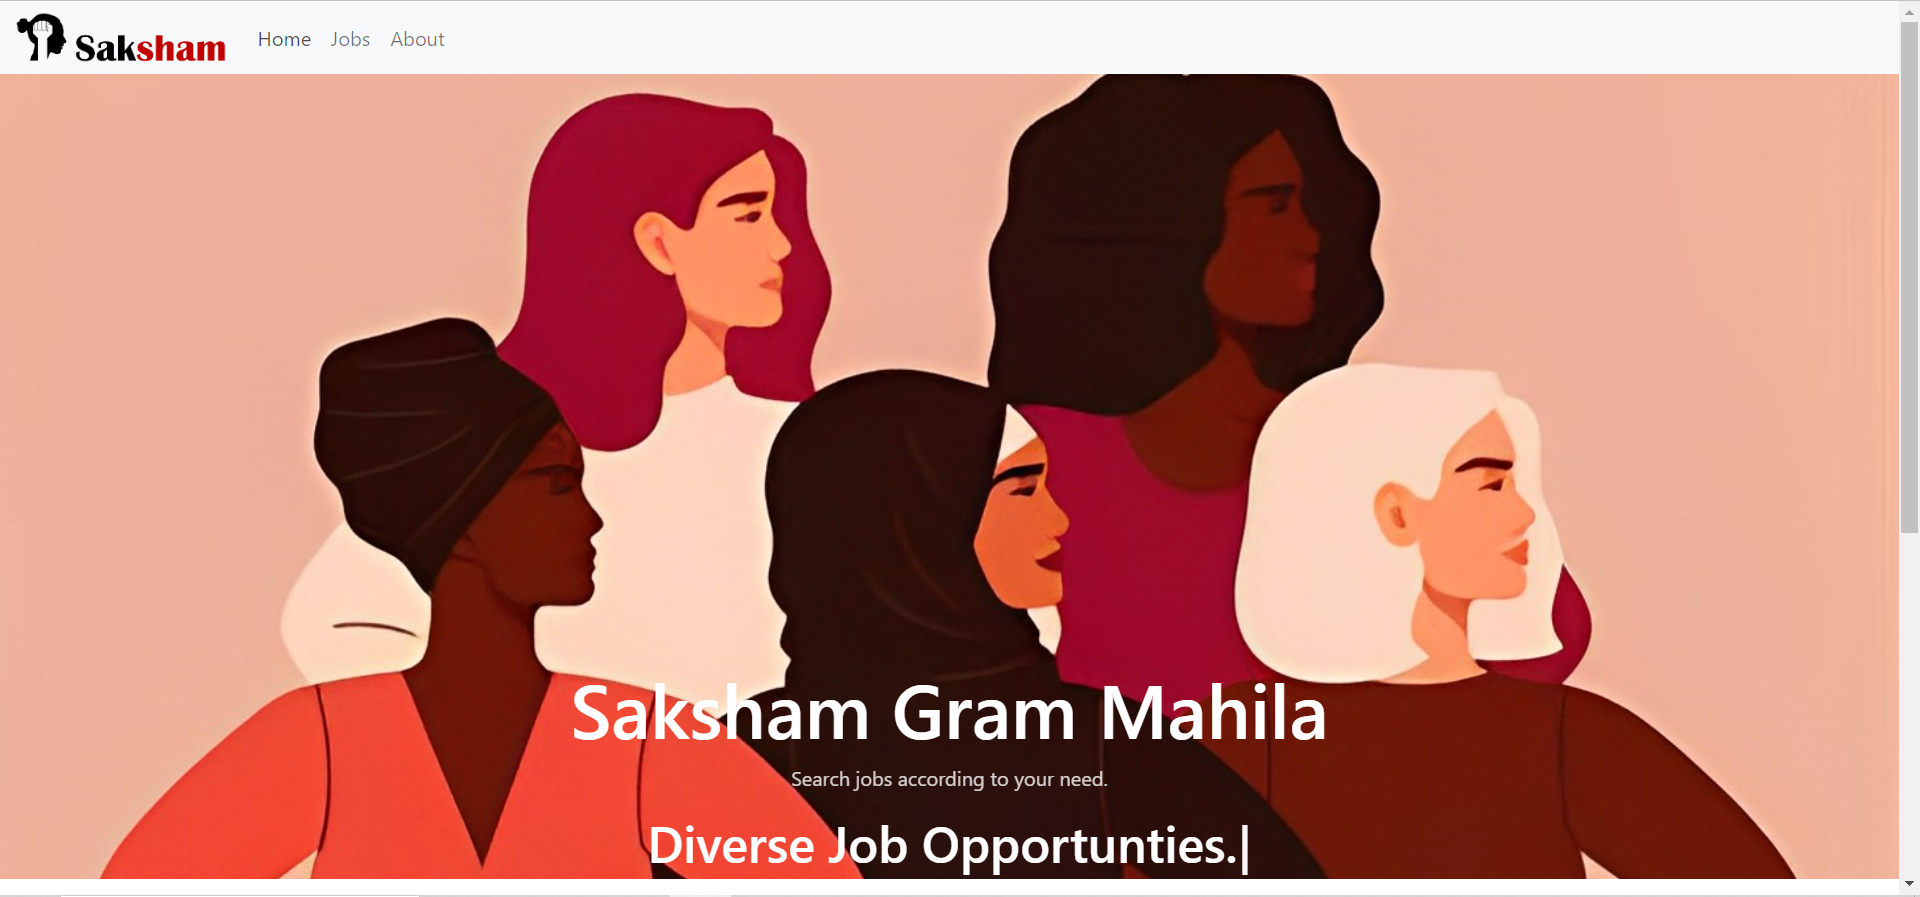 Saksham Home Jobs About
Saksham Gram Mahila
Search jobs according to your need.
Diverse Job Opportunties.|